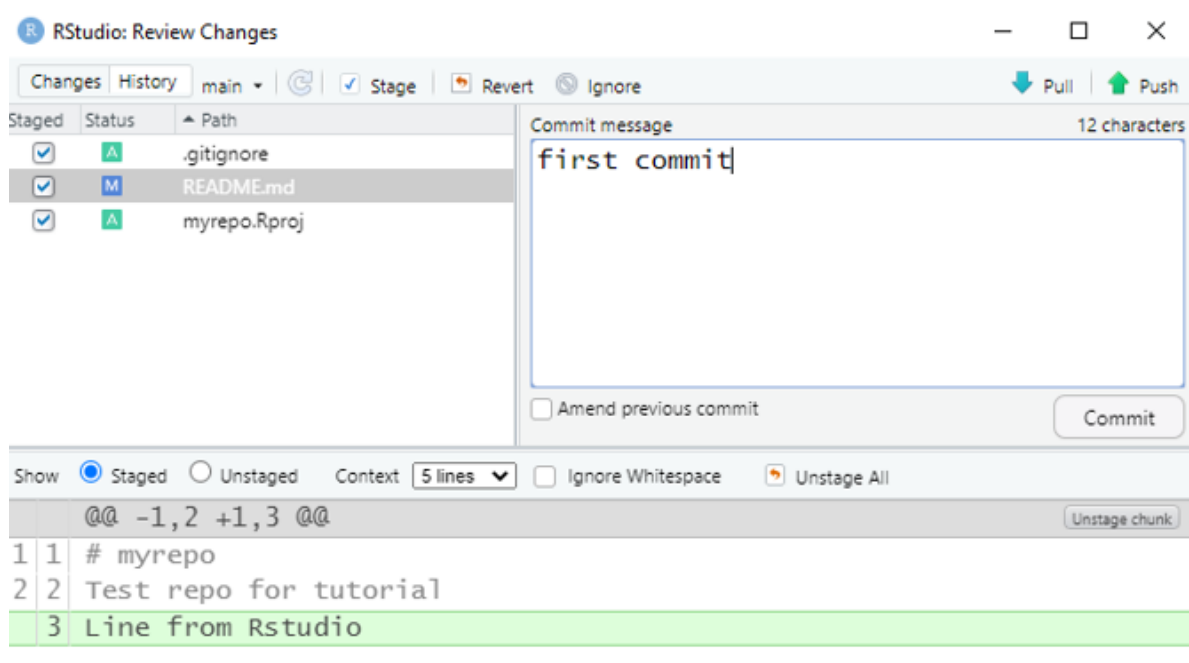 R RStudio: Review Changes
Changes History main Stage Revert Ignore Pull Push
Staged Status Path
A .gitignore
M README.md
A myrepo.Rproj
Commit message 12 characters
first commit
Amend previous commit
Commit
Show Staged Unstaged Context 5 lines Ignore Whitespace Unstage All
@@ -1,2 +1,3 @@ Unstage chunk
1 1 # myrepo
2 2 Test repo for tutorial
3 Line from Rstudio